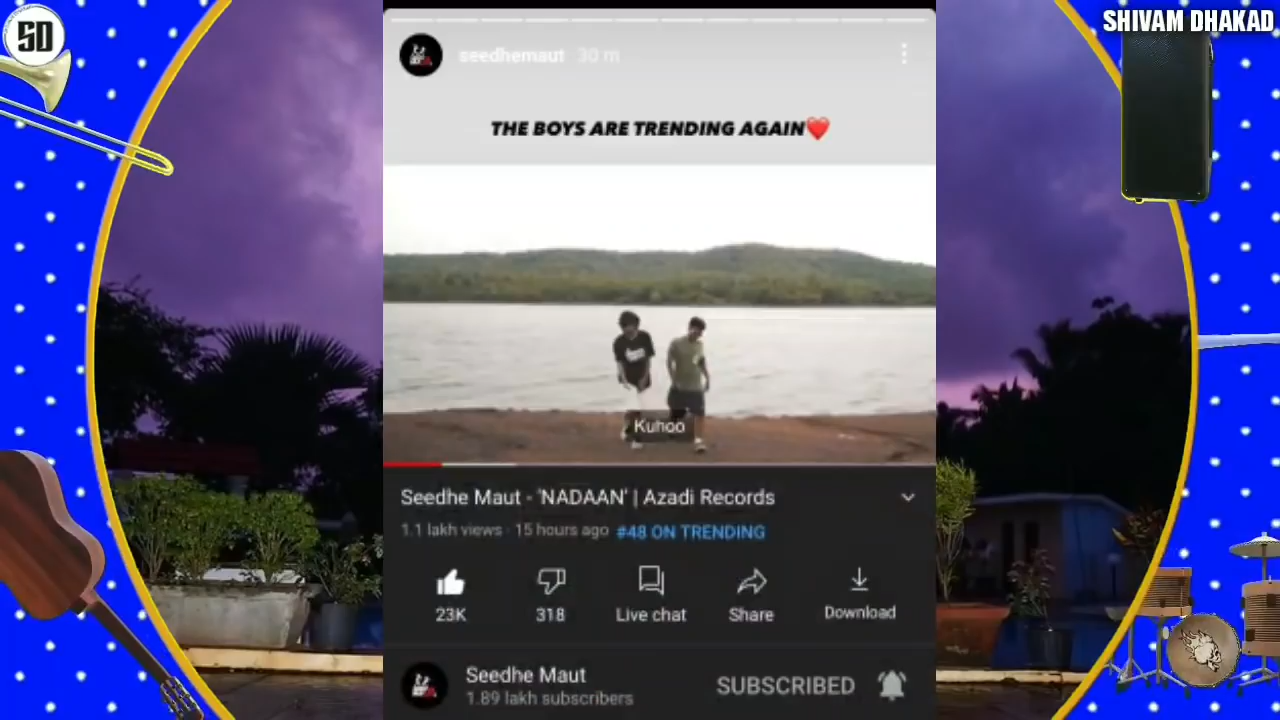 SD
SHIVAM DHAKAD
seedhemaut 30 m
THE BOYS ARE TRENDING AGAIN❤️
Kuhoo
Seedhe Maut - 'NADAAN' | Azadi Records
1.1 lakh views · 15 hours ago #48 ON TRENDING
23K 318 Live chat Share Download
Seedhe Maut
1.89 lakh subscribers
SUBSCRIBED